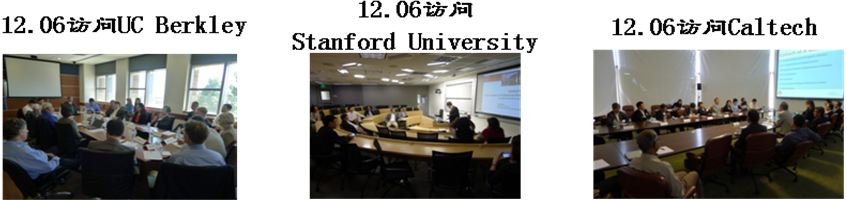 12.06访问UC Berkley
12.06访问
Stanford University
12.06访问Caltech